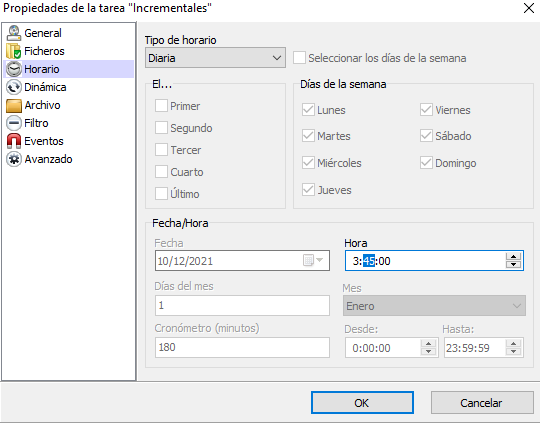 Propiedades de la tarea "Incrementales"
General
Ficheros
Horario
Dinámica
Archivo
Filtro
Eventos
Avanzado
Tipo de horario
Diaria
Seleccionar los días de la semana
El...
Primer
Segundo
Tercer
Cuarto
Último
Días de la semana
Lunes
Viernes
Martes
Sábado
Miércoles
Domingo
Jueves
Fecha/Hora
Fecha
Hora
10/12/2021
3:45:00
Días del mes
Mes
1
Enero
Cronómetro (minutos)
Desde:
Hasta:
180
0:00:00
23:59:59
OK
Cancelar